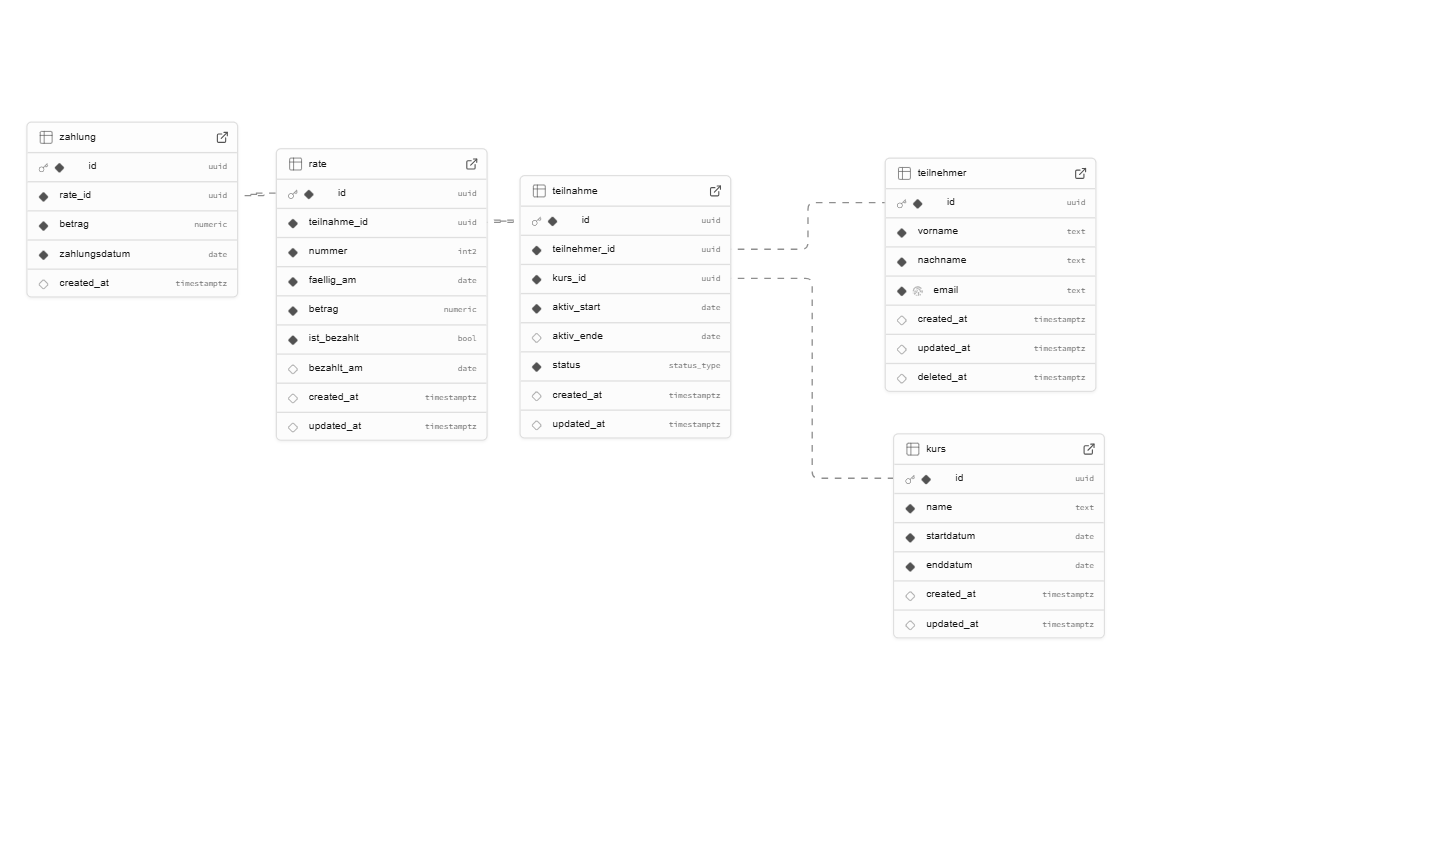 zahlung
id uuid
rate_id uuid
betrag numeric
zahlungsdatum date
created_at timestamptz
rate
id uuid
teilnahme_id uuid
nummer int2
faellig_am date
betrag numeric
ist_bezahlt bool
bezahlt_am date
created_at timestamptz
updated_at timestamptz
teilnahme
id uuid
teilnehmer_id uuid
kurs_id uuid
aktiv_start date
aktiv_ende date
status status_type
created_at timestamptz
updated_at timestamptz
teilnehmer
id uuid
vorname text
nachname text
email text
created_at timestamptz
updated_at timestamptz
deleted_at timestamptz
kurs
id uuid
name text
startdatum date
enddatum date
created_at timestamptz
updated_at timestamptz